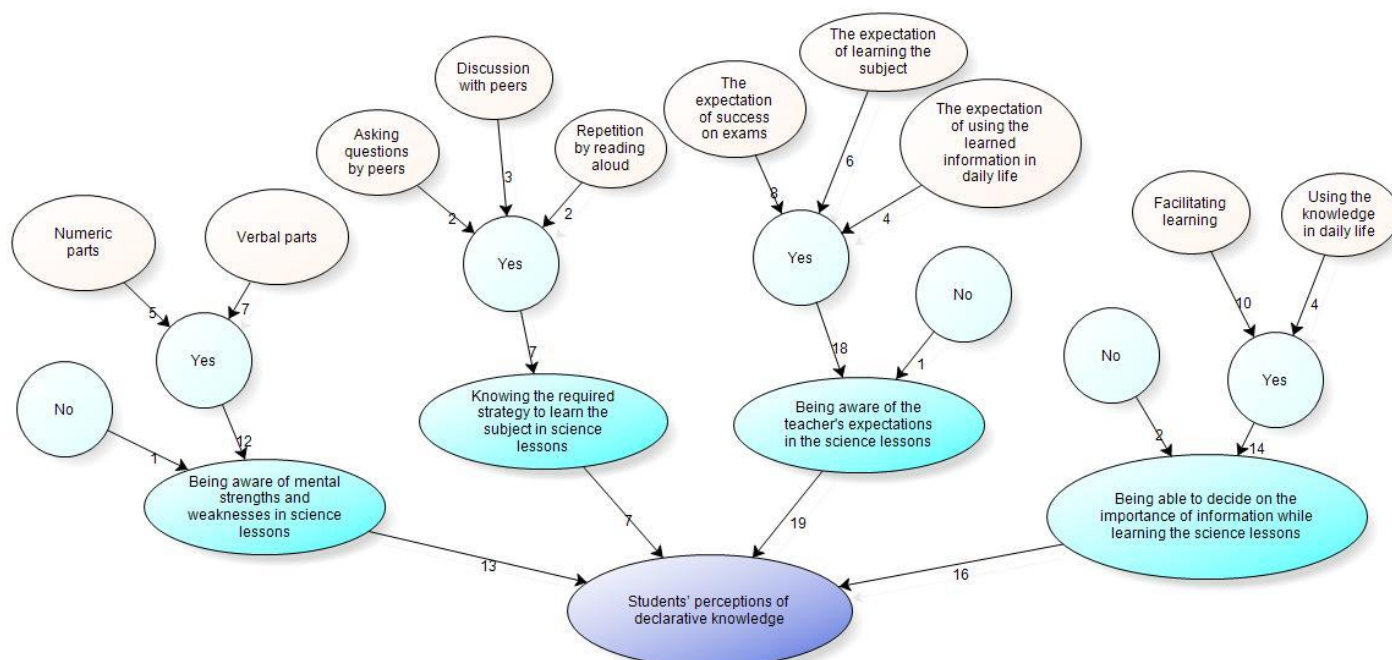 The expectation
of learning the
subject
Discussion
with peers
The
expectation
of success
on exams
The expectation
of using the
learned
information in
daily life
Asking
questions
by peers
Repetition
by reading
aloud
3
8
6
4
2
2
Facilitating
learning
Using the
knowledge
in daily life
Numeric
parts
Verbal parts
Yes
Yes
No
5
7
10
4
Yes
7
18
1
No
Yes
No
Knowing the required
strategy to learn the
subject in science
lessons
Being aware of the
teacher's expectations
in the science lessons
12
1
2
14
Being aware of mental
strengths and
weaknesses in science
lessons
Being able to decide on the
importance of information while
learning the science lessons
13
7
19
16
Students' perceptions of
declarative knowledge